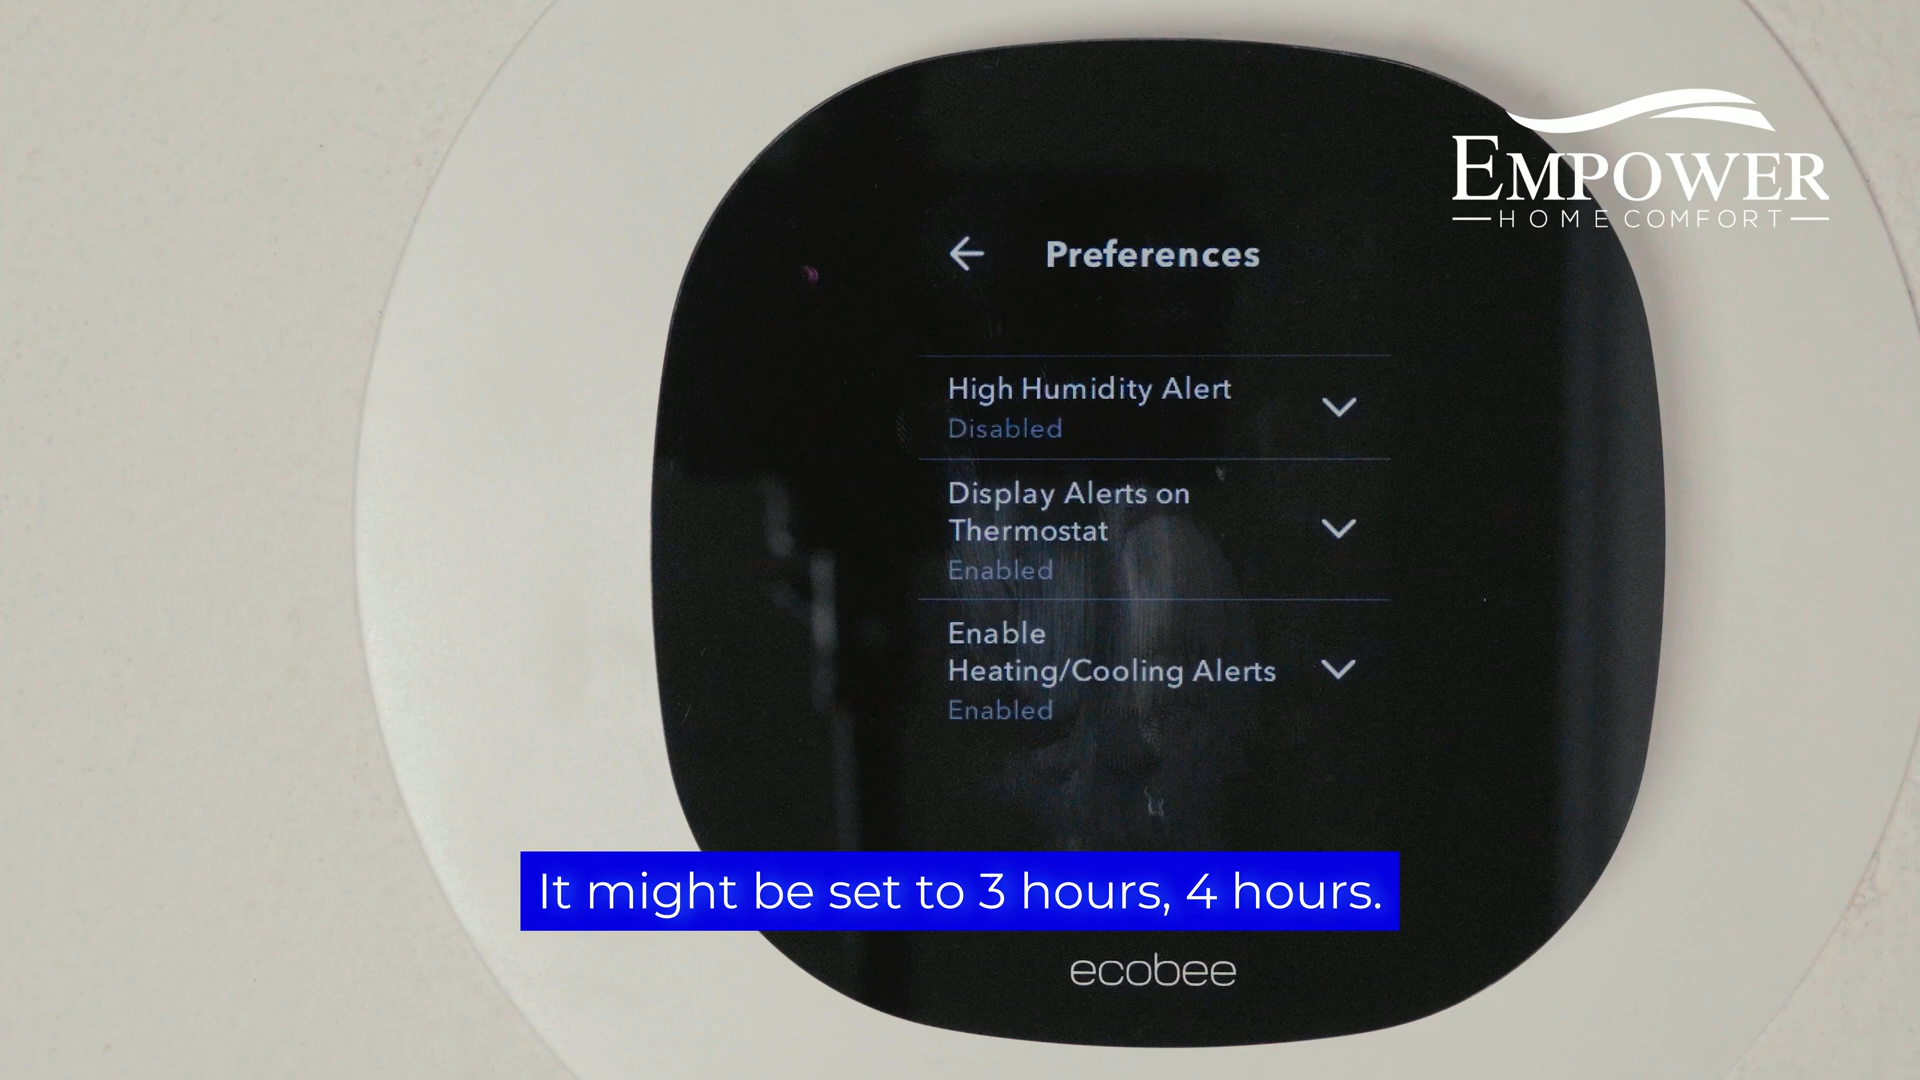 EMPOWER
HOME COMFORT
Preferences
High Humidity Alert
Disabled
Display Alerts on
Thermostat
Enabled
Enable
Heating/Cooling Alerts
Enabled
It might be set to 3 hours, 4 hours.
ecobee